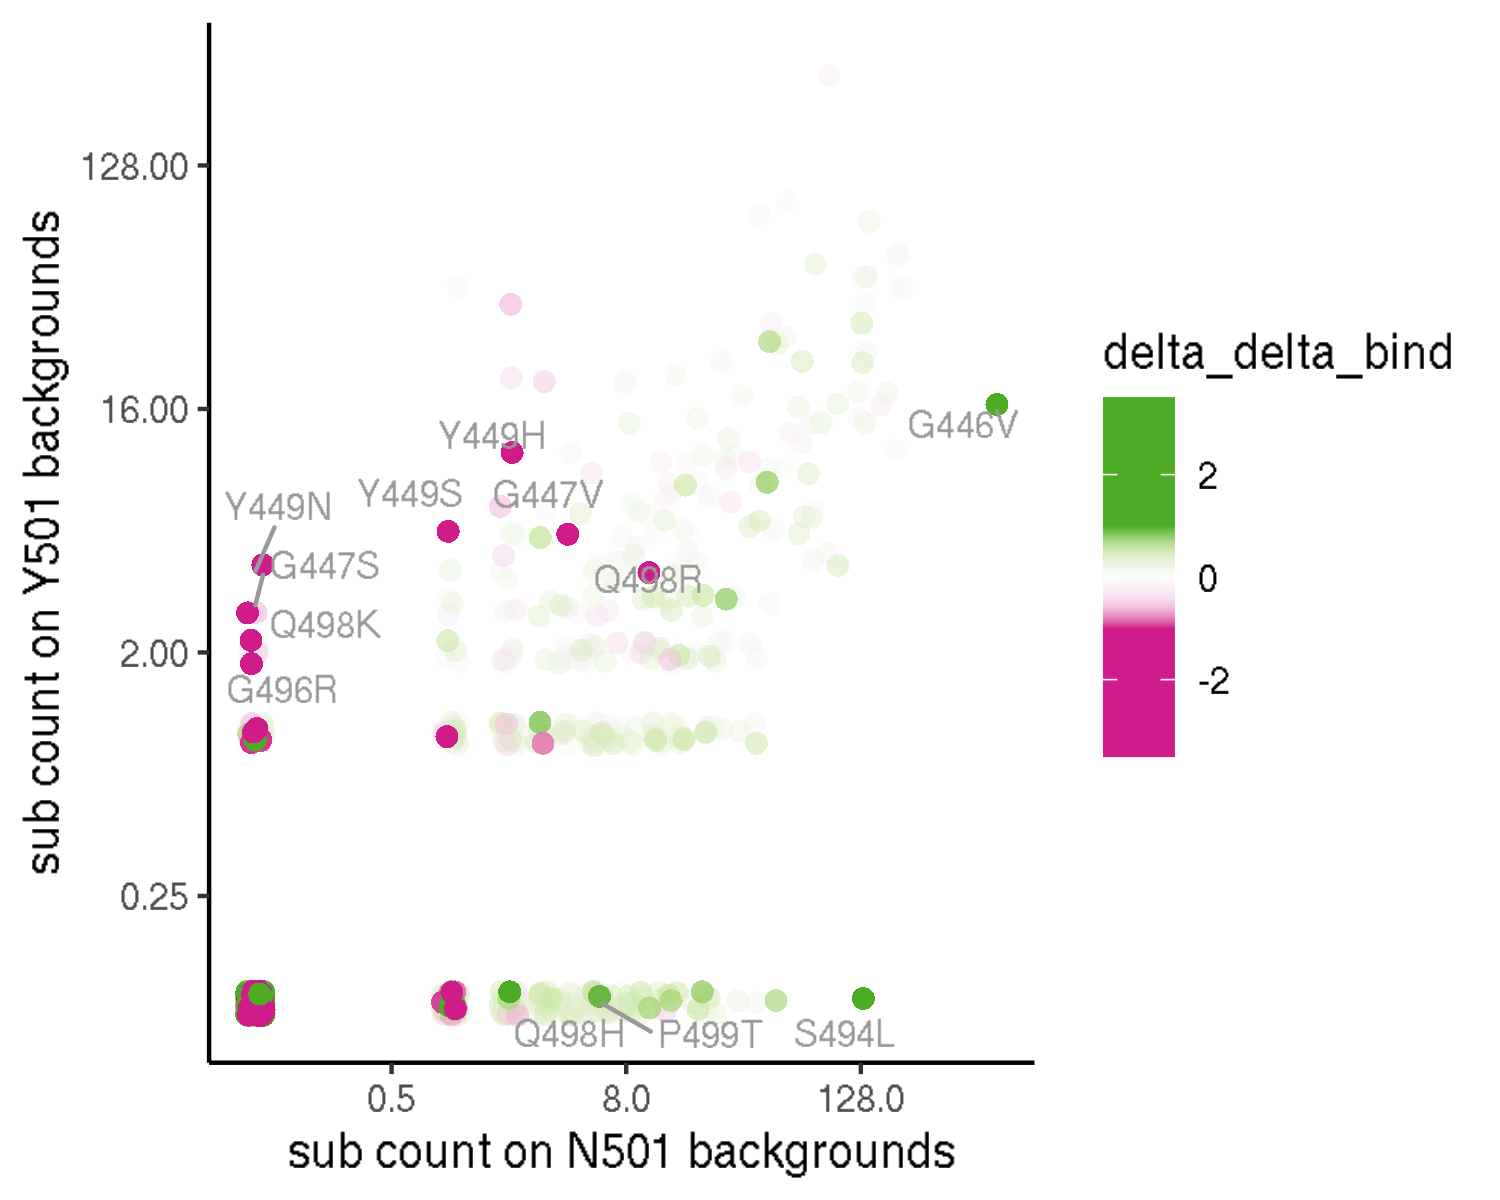 sub count on Y501 backgrounds
128.00
16.00
2.00
0.25
Y449H
G446V
Y449S
G447V
Y449N
G447S
Q498R
Q498K
G496R
Q498H
P499T
S494L
0.5
8.0
128.0
sub count on N501 backgrounds
delta_delta_bind
2
0
-2